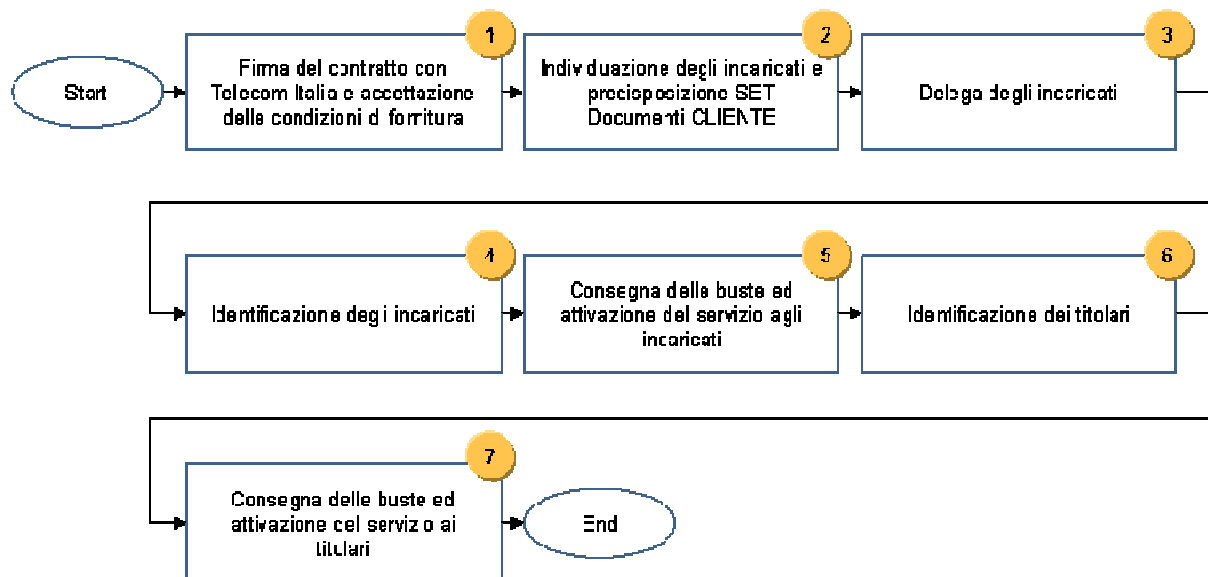 1
2
3
Start
Firma del contratto con
Telecom Italia e accettazione
delle condizioni di fornitura
Individuazione degli incaricati e
precisposizione SET
Documenti CLIENTE
Delega degli incaricati
4
5
6
Identificazione degli incaricati
Consegna delle buste ed
attivazione del servizio agli
incaricati
Identificazione dei titolari
7
Consegna delle buste ed
attivazione del servizio ai
titolari
End